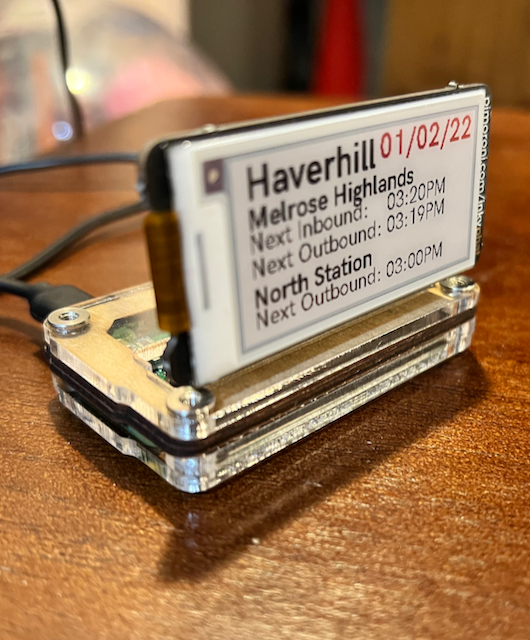 Haverhill 01/02/22
Melrose Highlands
Next Inbound: 03:20PM
Next Outbound: 03:19PM
North Station
Next Outbound: 03:00PM